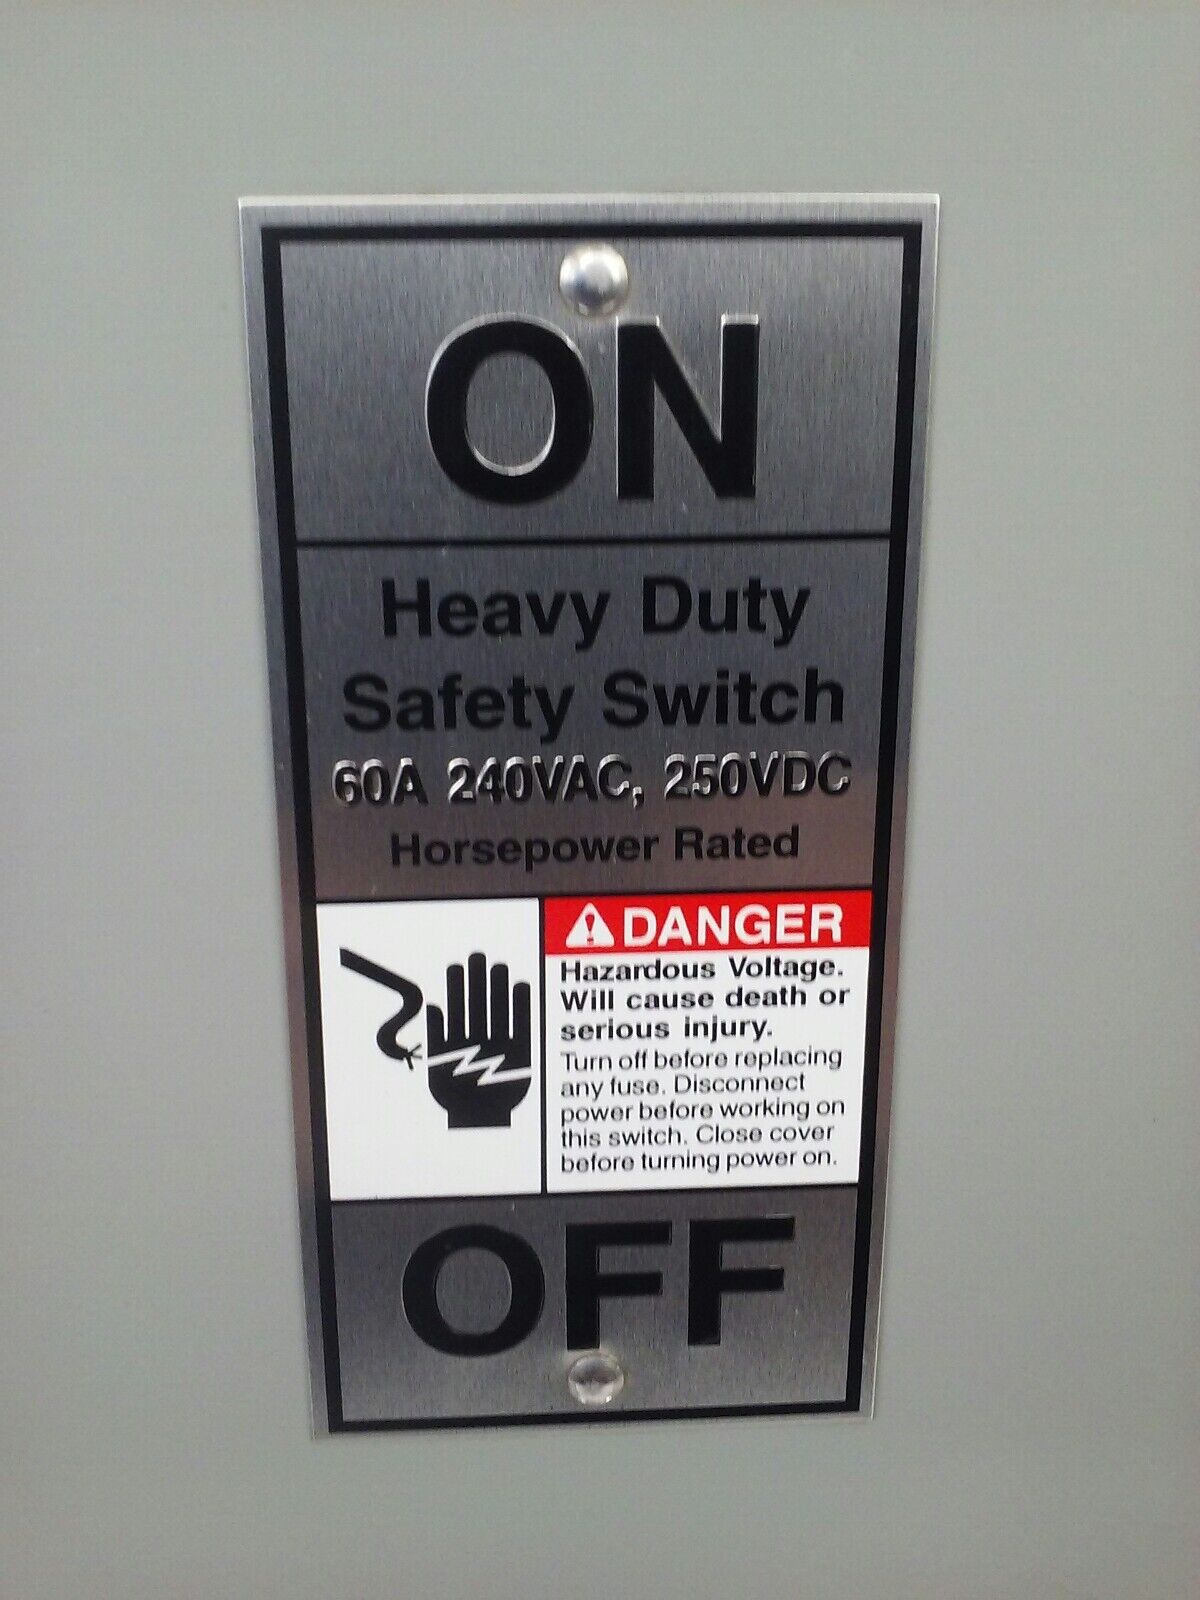 ON
Heavy Duty
Safety Switch
60A 240VAC, 250VDC
Horsepower Rated
DANGER
Hazardous Voltage.
Will cause death or
serious injury.
Turn off before replacing
any fuse. Disconnect
power before working on
this switch. Close cover
before turning power on.
OFF